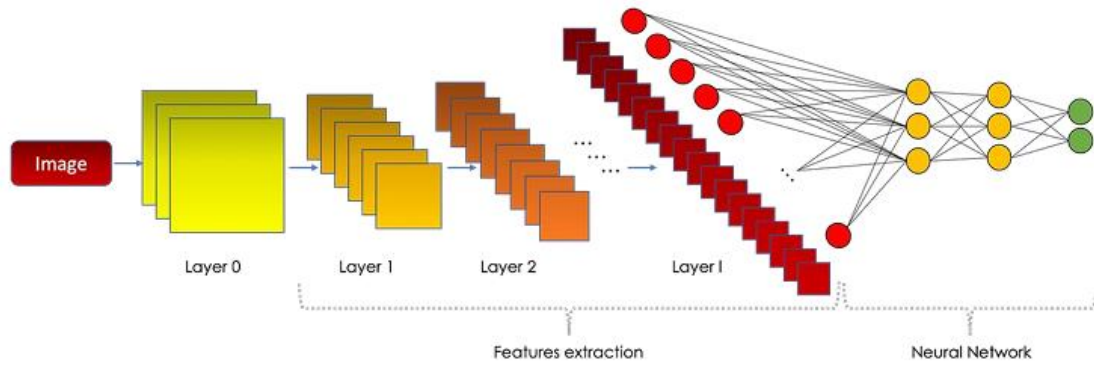 Image
Layer 0
Layer 1
Layer 2
Layer l
Features extraction
Neural Network